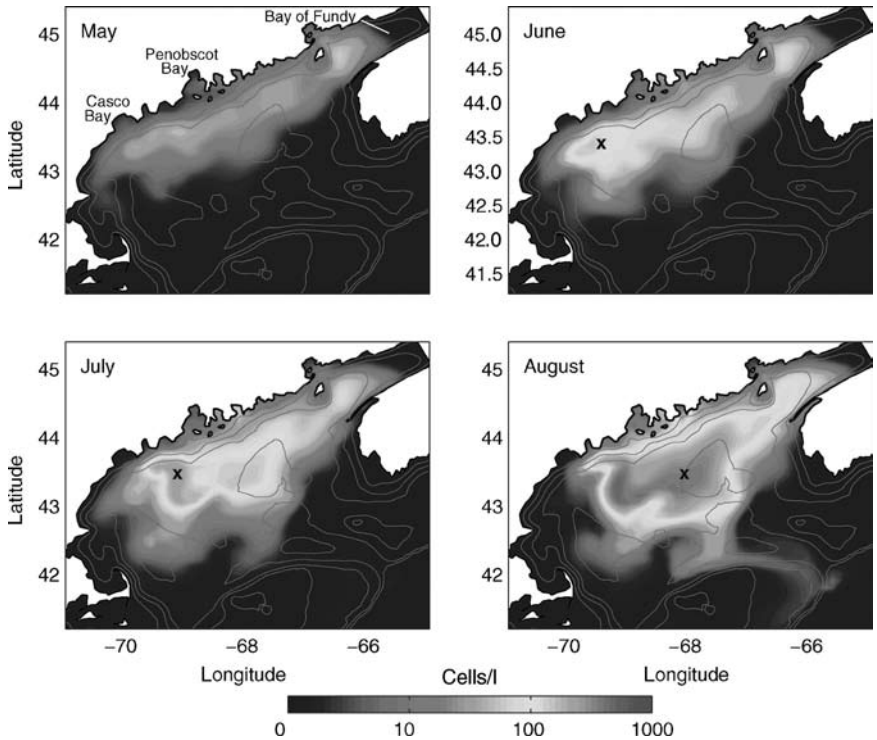 May
Bay of Fundy
Penobscot
Bay
Casco
Bay
Latitude
45
44
43
42
June
x
45.0
44.5
44.0
43.5
43.0
42.5
42.0
41.5
July
x
Latitude
45
44
43
42
−70
−68
−66
Longitude
August
x
45
44
43
42
−70
−68
−66
Longitude
Cells/l
0
10
100
1000